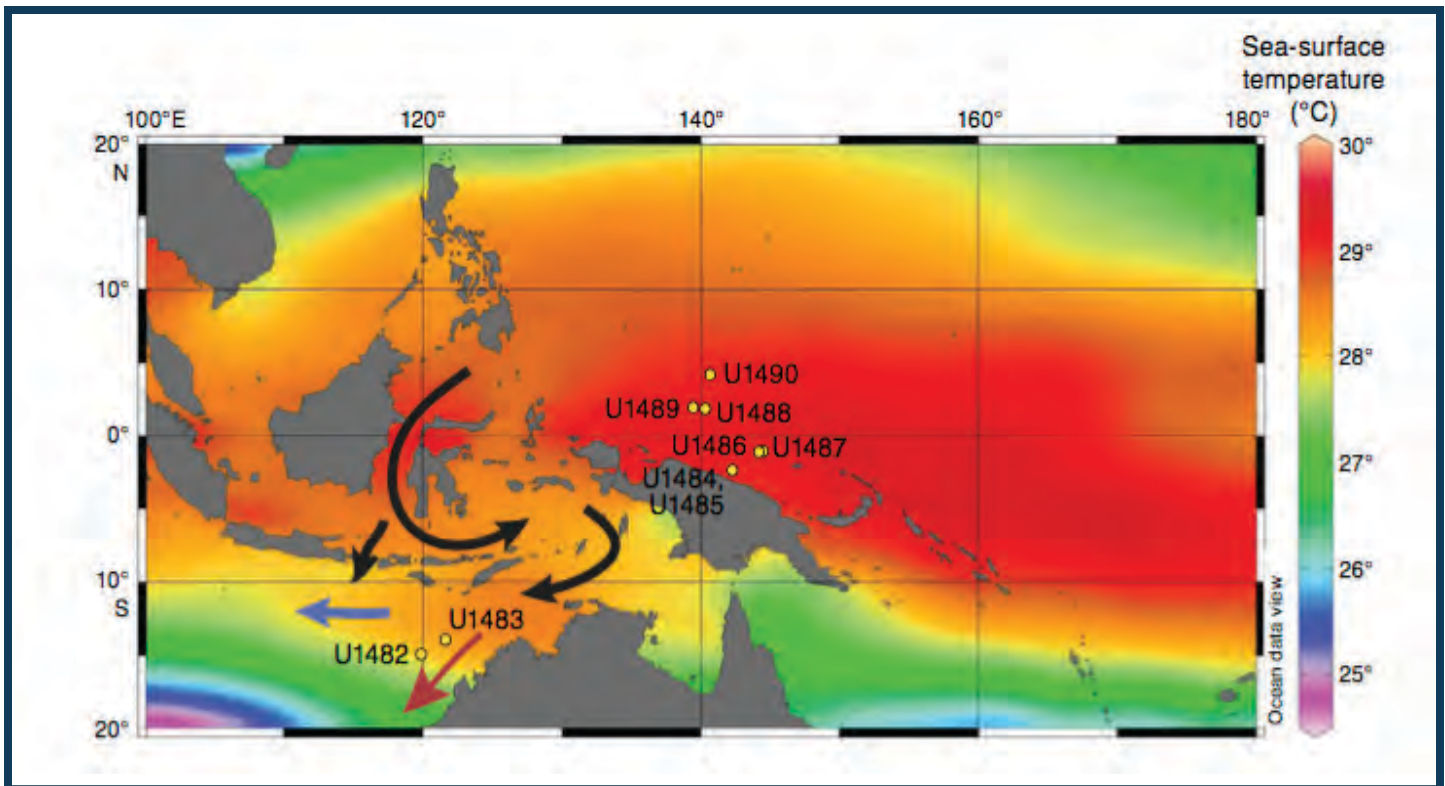 Sea-surface
temperature
(°C)
100°E
120°
140°
160°
180°
20°
N
10°
0°
10°
S
20°
30°
29°
28°
27°
26°
25°
U1490
U1489
U1488
U1486
U1487
U1484,
U1485
U1483
U1482
Ocean data view